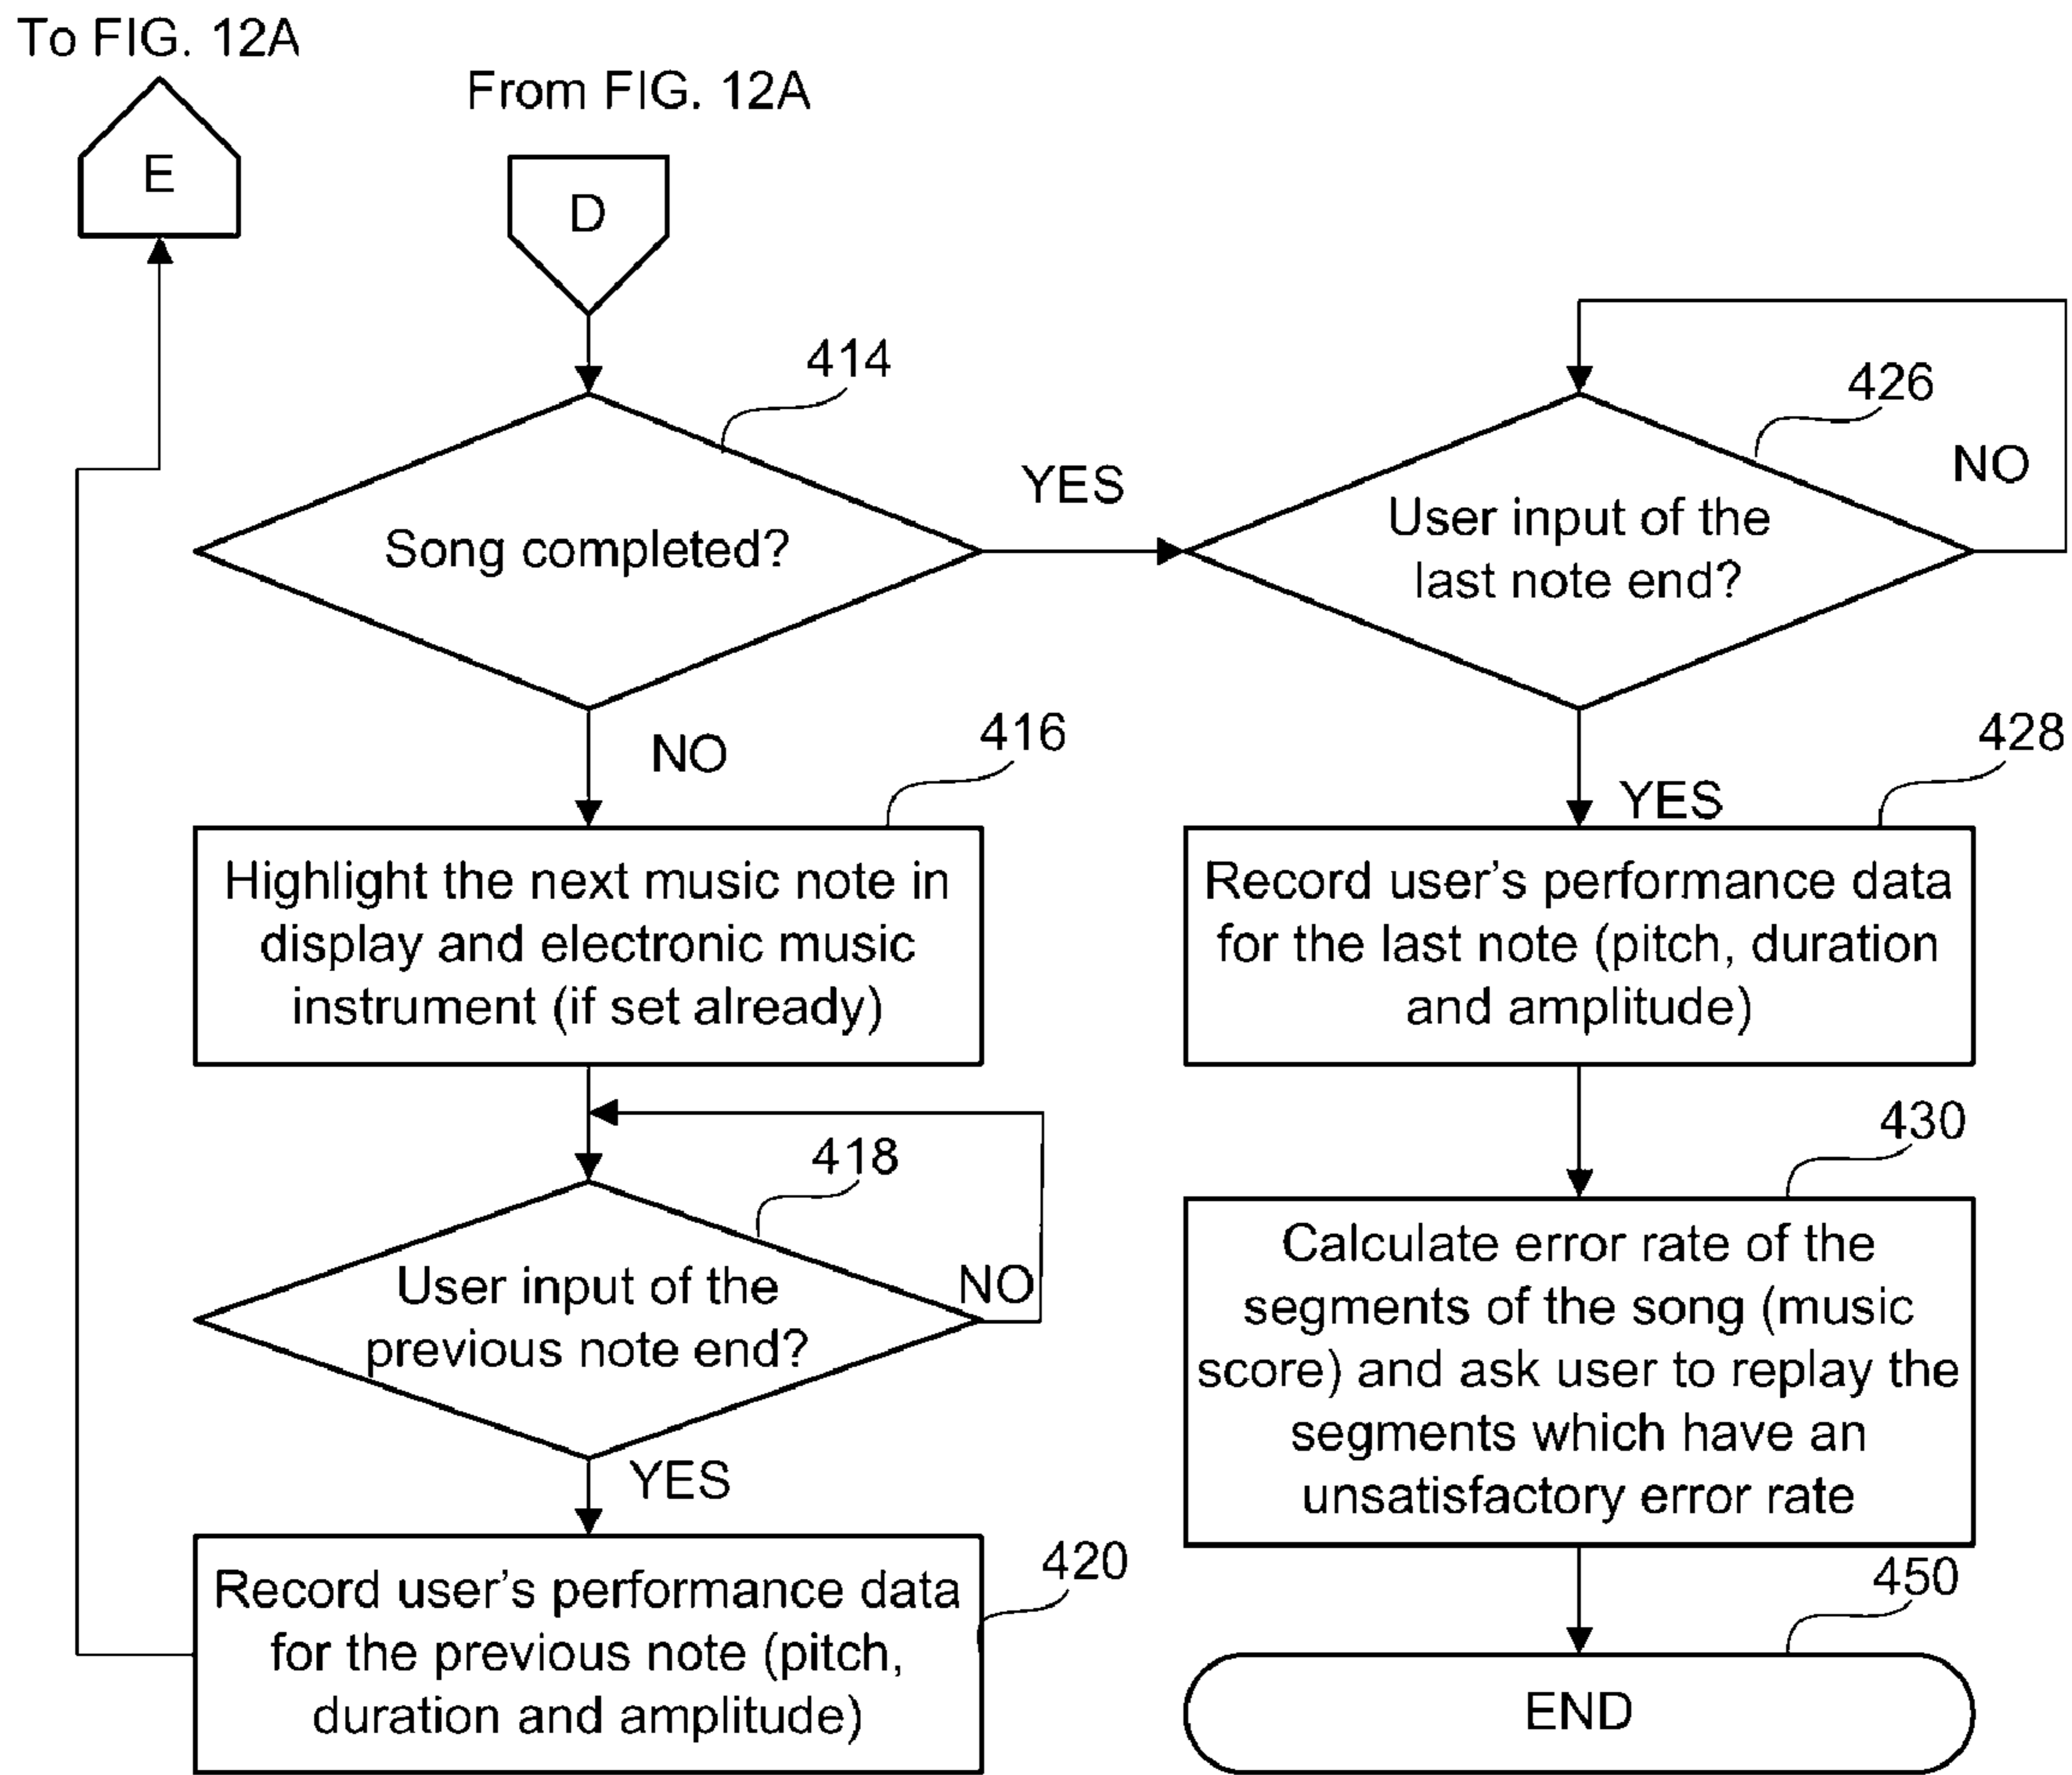 To FIG. 12A
E
From FIG. 12A
D
414
Song completed?
YES
NO
416
Highlight the next music note in
display and electronic music
instrument (if set already)
418
User input of the
previous note end?
NO
YES
420
Record user's performance data
for the previous note (pitch,
duration and amplitude)
426
User input of the
last note end?
NO
YES
428
Record user's performance data
for the last note (pitch, duration
and amplitude)
430
Calculate error rate of the
segments of the song (music
score) and ask user to replay the
segments which have an
unsatisfactory error rate
450
END